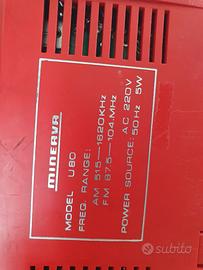 MINERVA
MODEL U80
FREQ. RANGE:
AM 515—1620KHz
FM 87.5—104.MHz
POWER SOURCE: AC 220V
50Hz 5W
subito